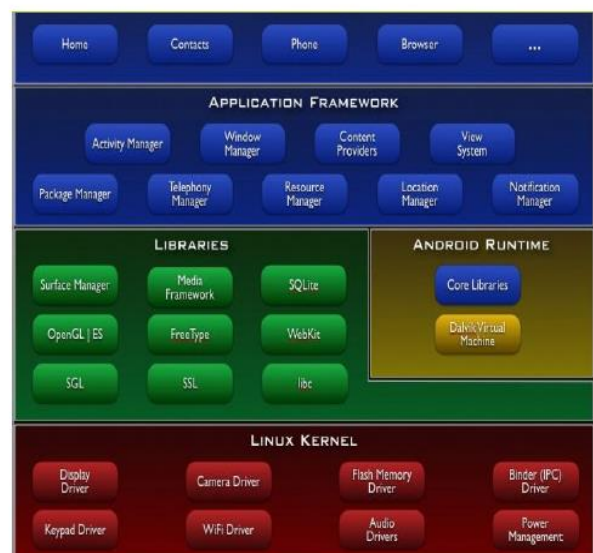 Home Contacts Phone Browser ...
APPLICATION FRAMEWORK
Activity Manager Window Manager Content Providers View System
Package Manager Telephony Manager Resource Manager Location Manager Notification Manager
LIBRARIES
Surface Manager Media Framework SQLite
OpenGL | ES FreeType WebKit
SGL SSL libc
ANDROID RUNTIME
Core Libraries
Dalvik Virtual Machine
LINUX KERNEL
Display Driver Camera Driver Flash Memory Driver Binder (IPC) Driver
Keypad Driver WiFi Driver Audio Drivers Power Management